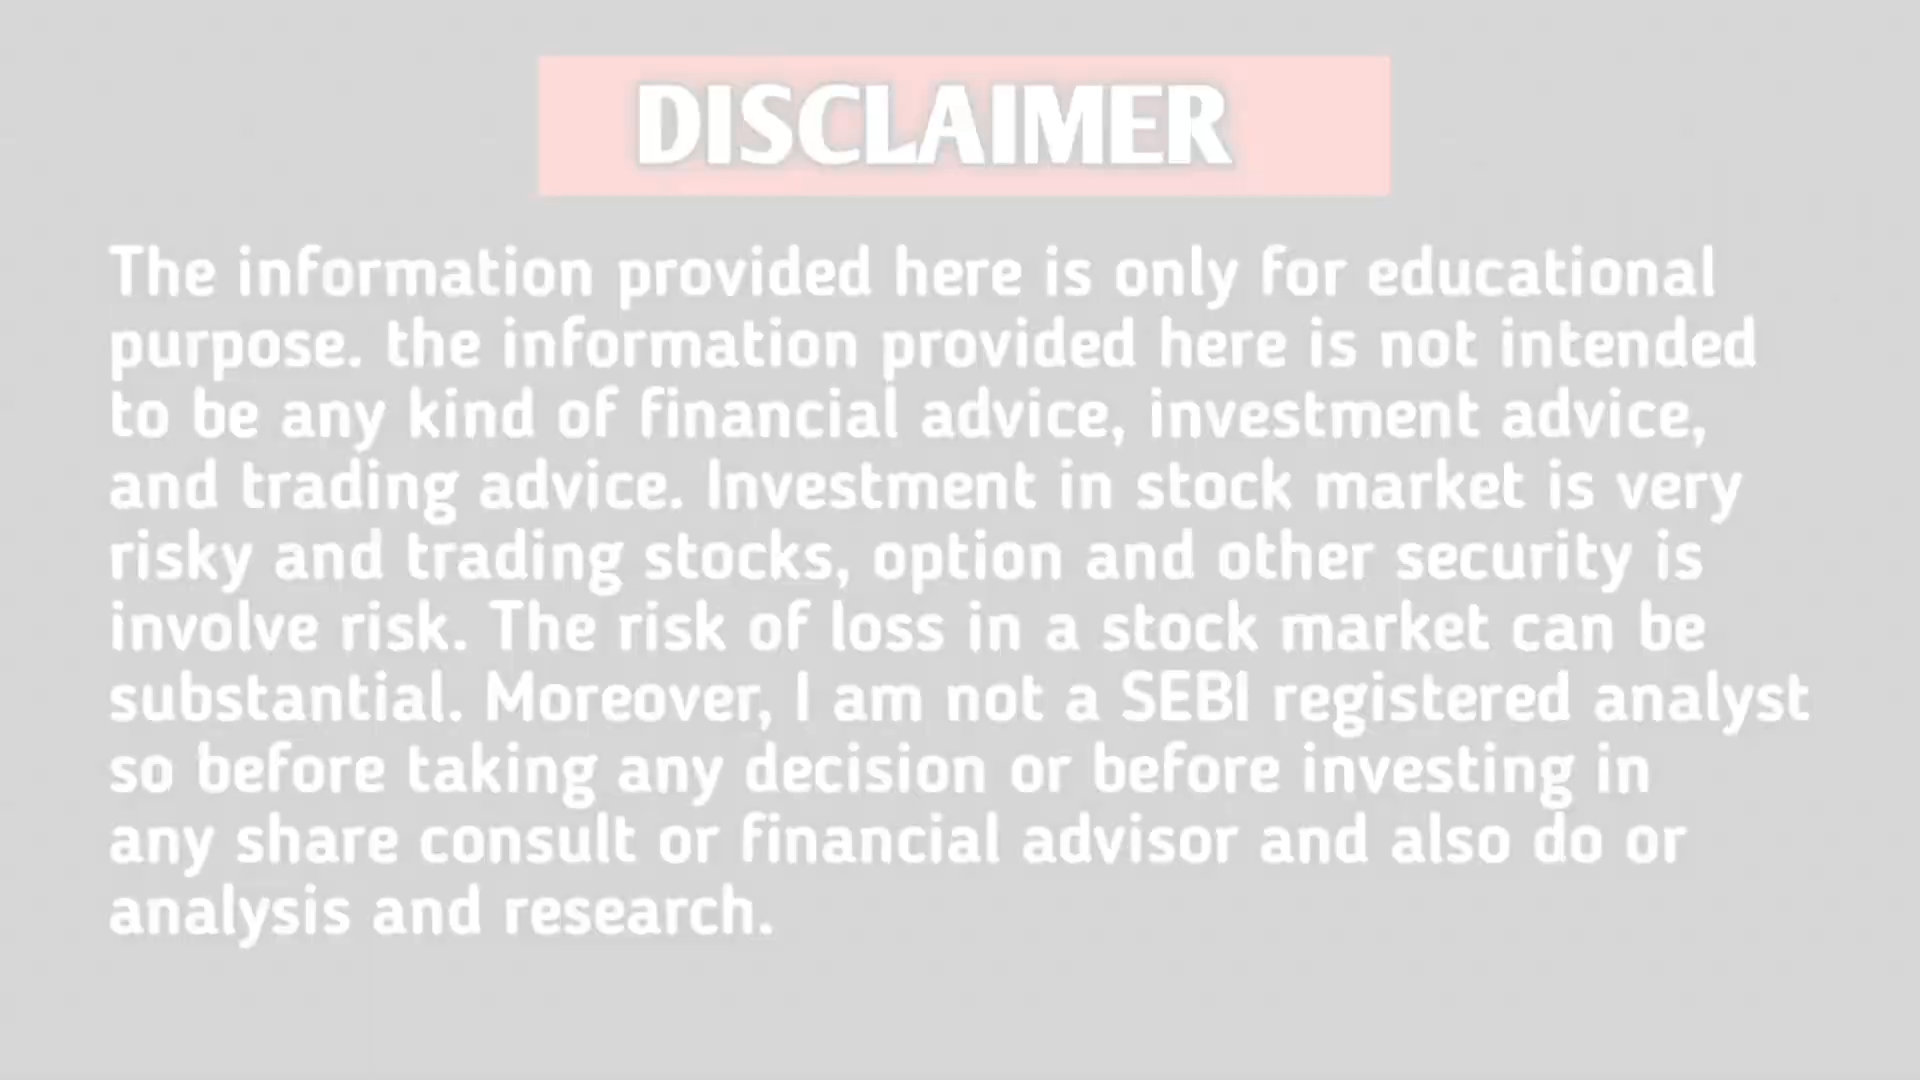 DISCLAIMER
The information provided here is only for educational
purpose. the information provided here is not intended
to be any kind of financial advice, investment advice,
and trading advice. Investment in stock market is very
risky and trading stocks, option and other security is
involve risk. The risk of loss in a stock market can be
substantial. Moreover, I am not a SEBI registered analyst
so before taking any decision or before investing in
any share consult or financial advisor and also do or
analysis and research.